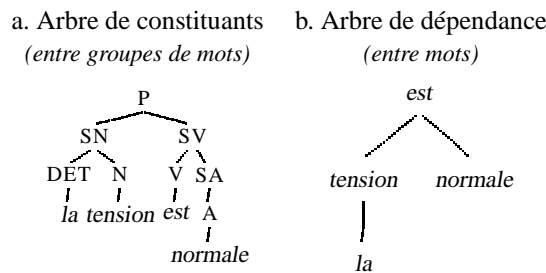 a. Arbre de constituants b. Arbre de dépendance
(entre groupes de mots) (entre mots)
P
SN SV
DET N V SA
la tension est A
normale
est
tension normale
la